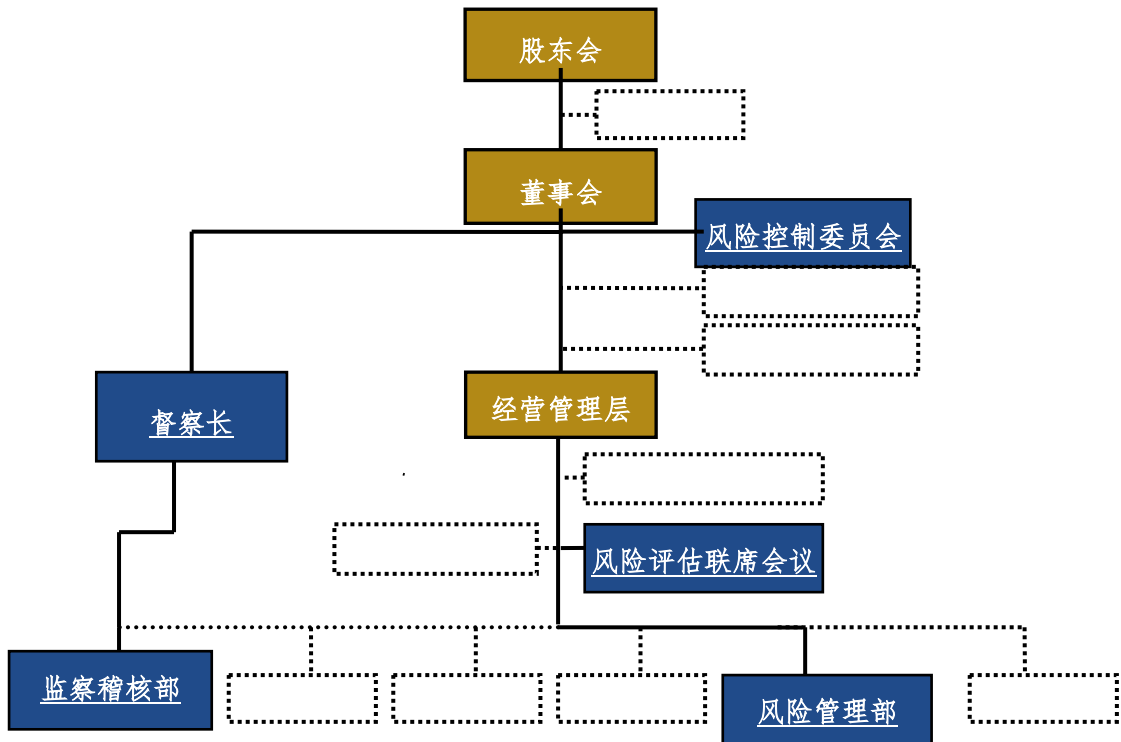 股东会
董事会
风险控制委员会
经营管理层
督察长
风险评估联席会议
监察稽核部
风险管理部